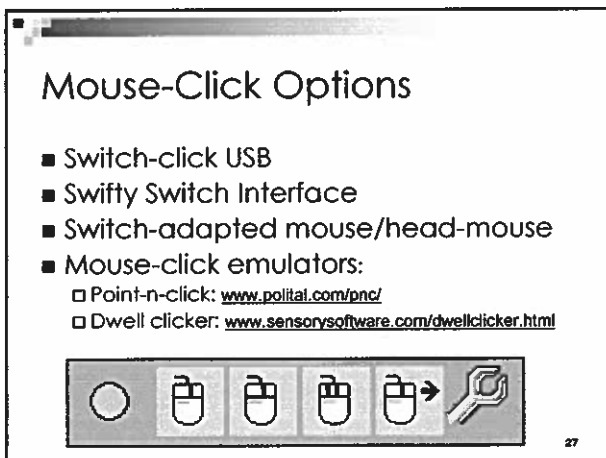 Mouse-Click Options
Switch-click USB
Swifty Switch Interface
Switch-adapted mouse/head-mouse
Mouse-click emulators:
Point-n-click: www.polital.com/pnc/
Dwell clicker: www.sensorysoftware.com/dwellclicker.html
27